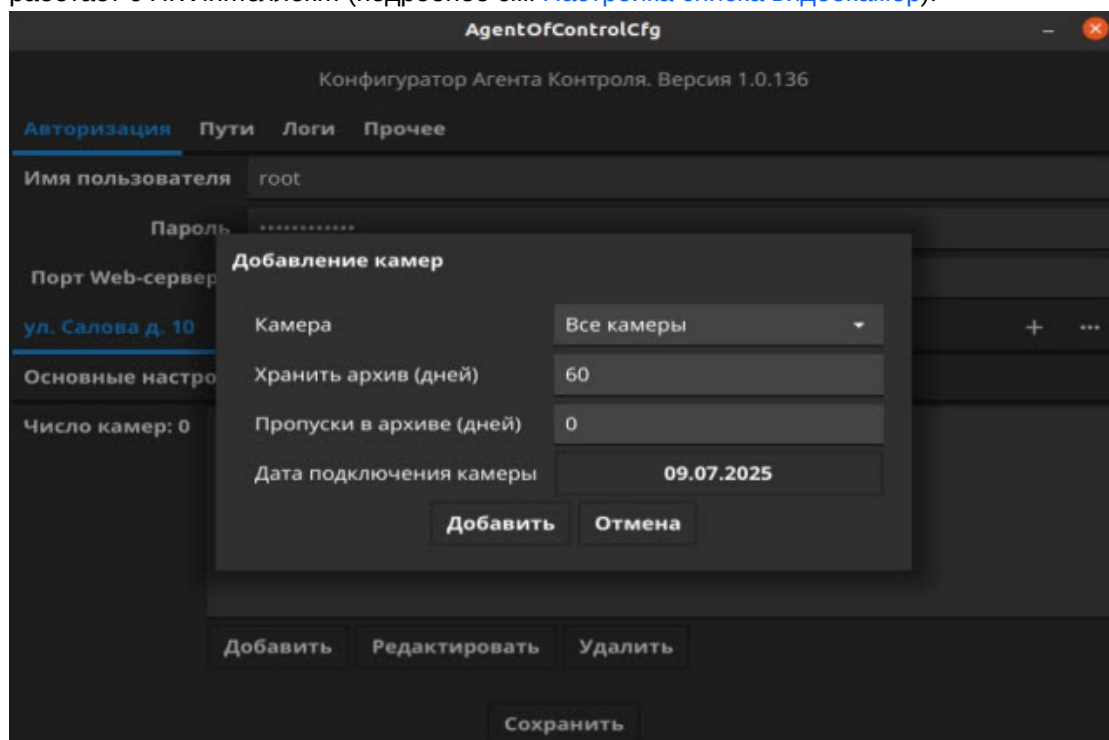 AgentOfControlCfg
Конфигуратор Агента Контроля. Версия 1.0.136
Авторизация Пути Логи Прочее
Имя пользователя root
Пароль ••••••••••••
Порт Web-сервер
Добавление камер
ул. Салова д. 10 + ...
Камера Все камеры
Хранить архив (дней) 60
Основные настро
Пропуски в архиве (дней) 0
Число камер: 0
Дата подключения камеры 09.07.2025
Добавить Отмена
Добавить Редактировать Удалить
Сохранить